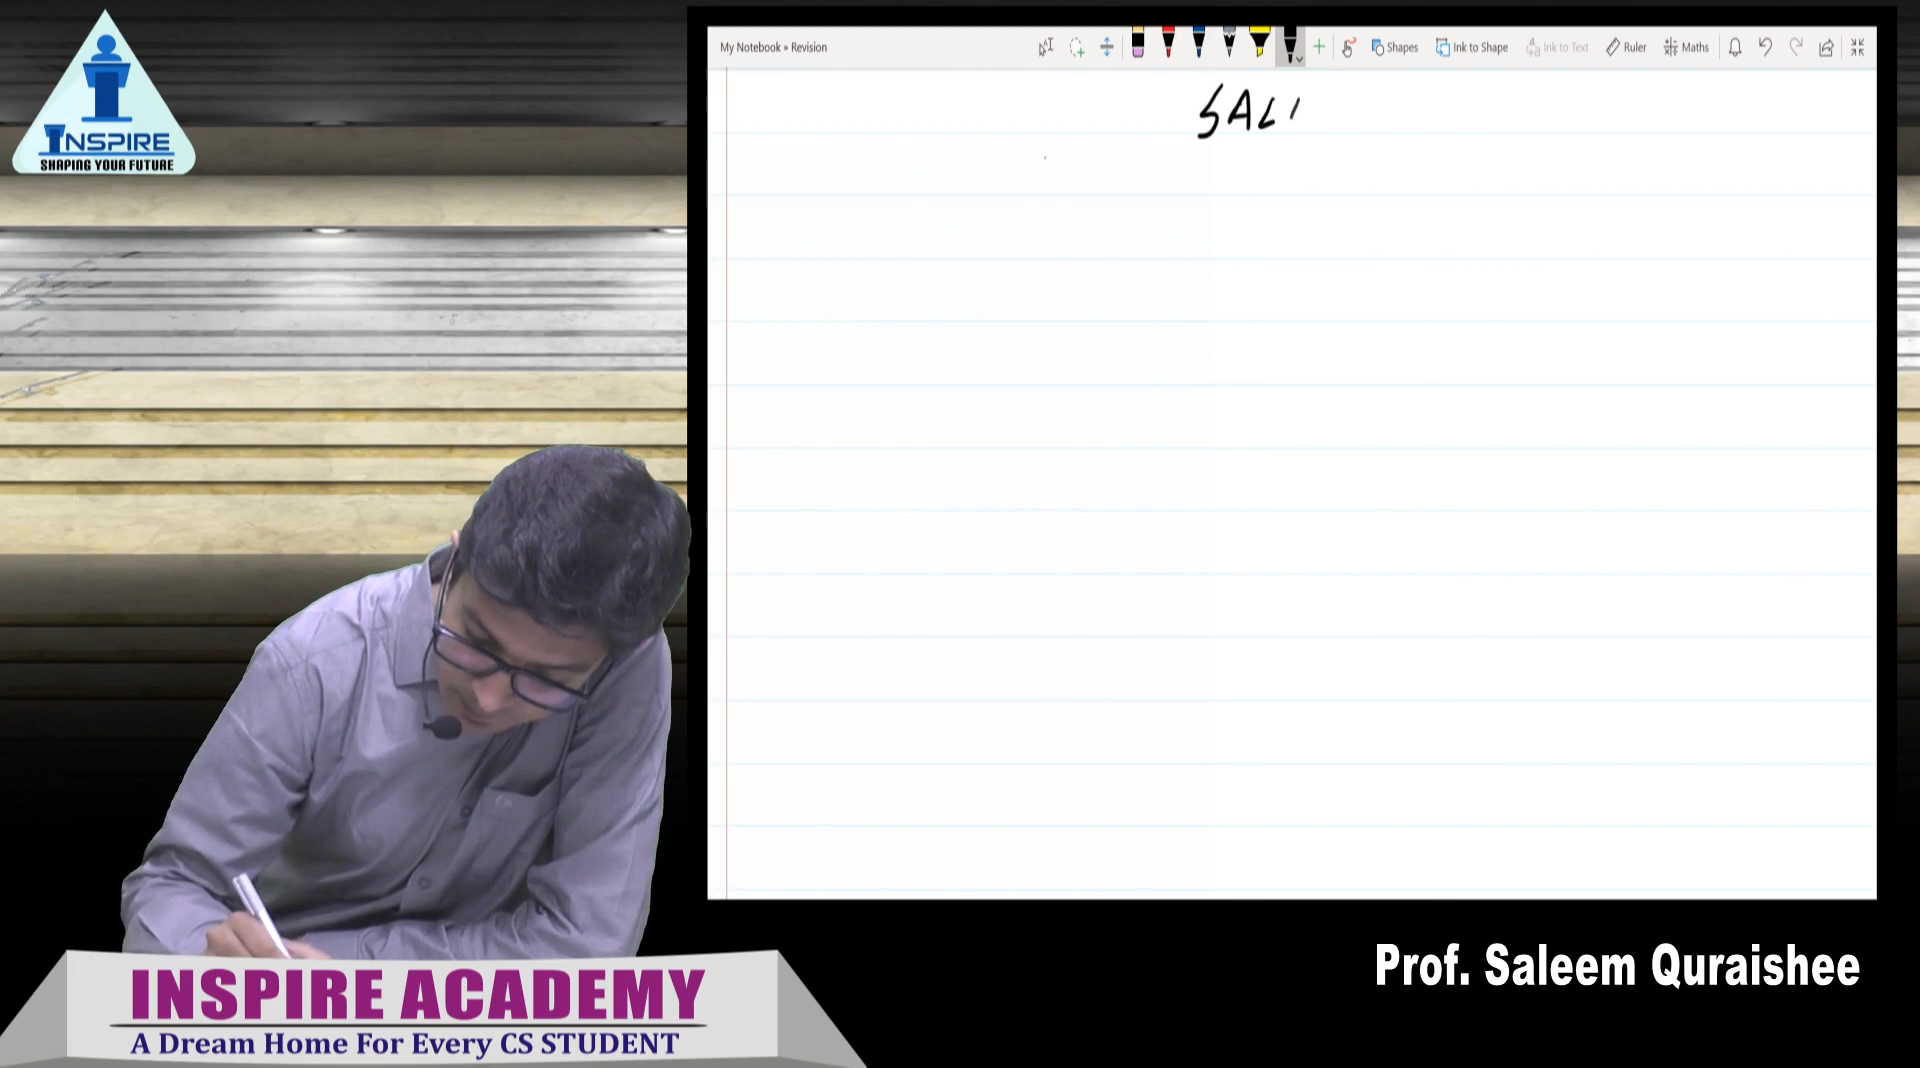 INSPIRE
SHAPING YOUR FUTURE
My Notebook » Revision
Shapes
Ink to Shape
Ink to Text
Ruler
Maths
SAL
Prof. Saleem Quraishee
INSPIRE ACADEMY
A Dream Home For Every CS STUDENT